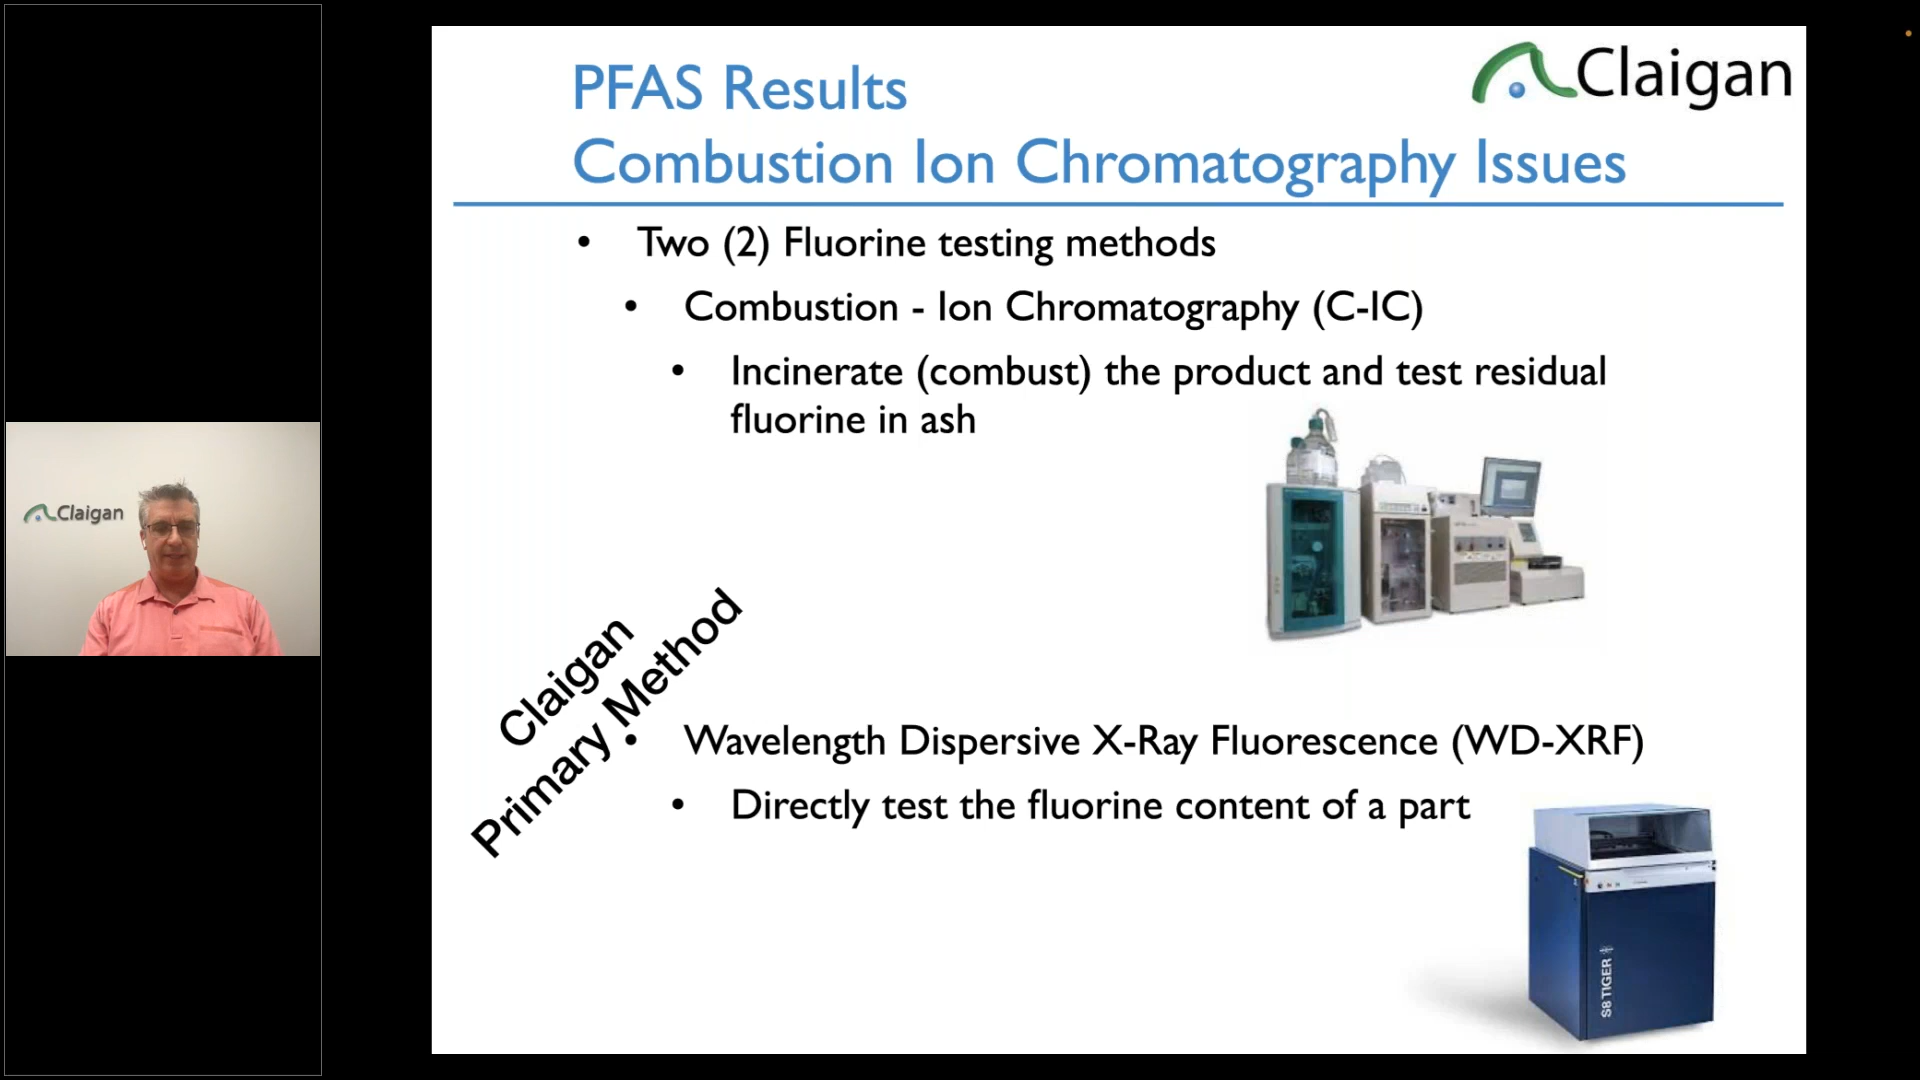 Claigan
PFAS Results
Combustion Ion Chromatography Issues
• Two (2) Fluorine testing methods
• Combustion - Ion Chromatography (C-IC)
• Incinerate (combust) the product and test residual
fluorine in ash
Claigan
Claigan
Primary Method
• Wavelength Dispersive X-Ray Fluorescence (WD-XRF)
• Directly test the fluorine content of a part
S8 TIGER